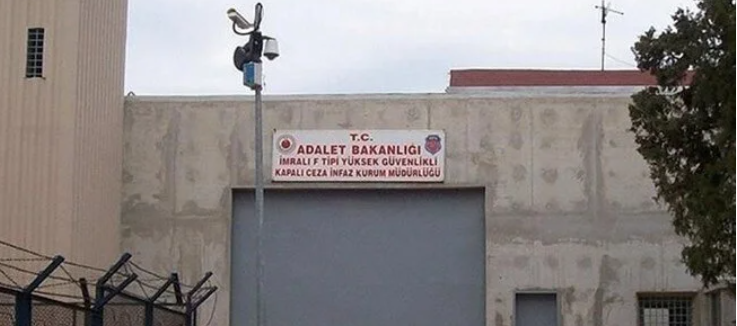 T.C.
ADALET BAKANLIĞI
İMRALI F TİPİ YÜKSEK GÜVENLİKLİ
KAPALI CEZA İNFAZ KURUM MÜDÜRLÜĞÜ